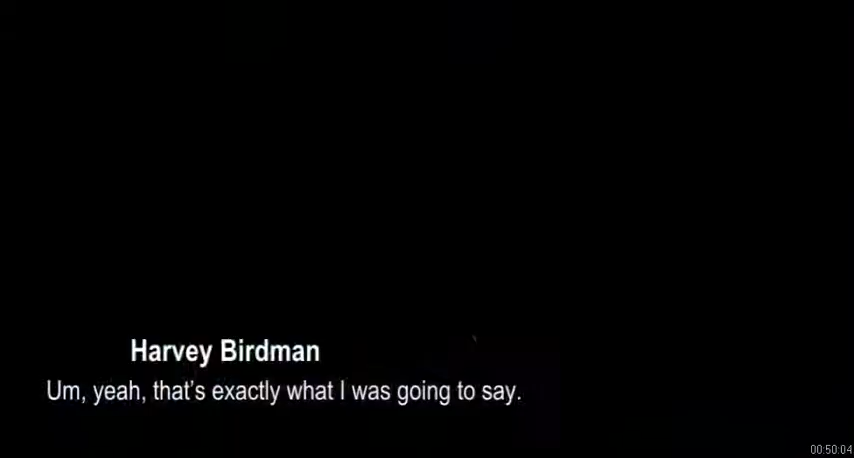 Harvey Birdman
Um, yeah, that's exactly what I was going to say.
00:50:04